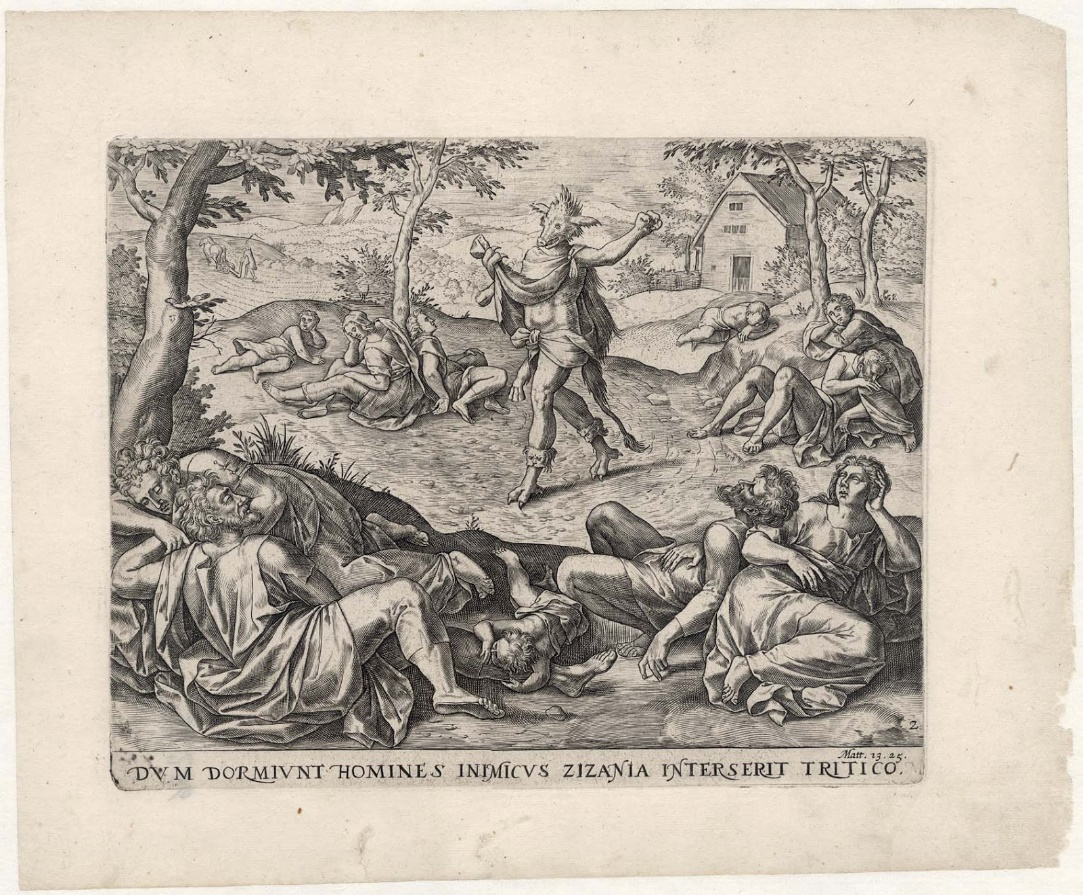 2
Matt. 13. 25.
DVM DORMIVNT HOMINES INIMICVS ZIZANIA INTERSERIT TRITICO.